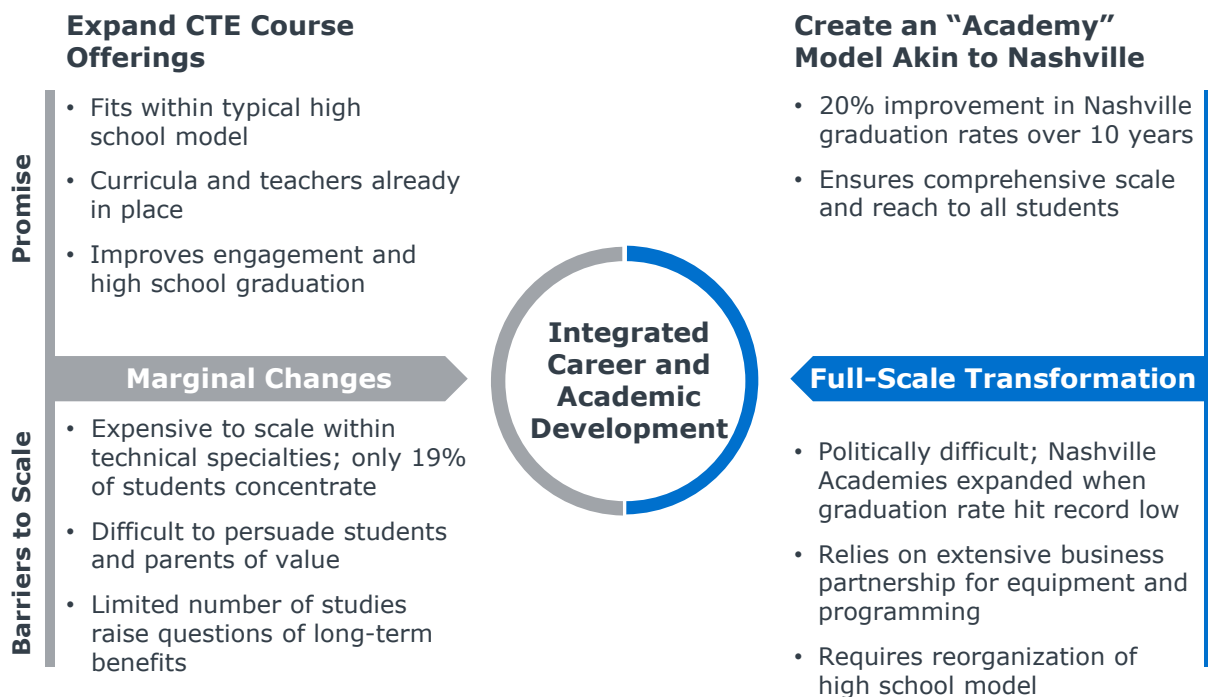 Expand CTE Course
Offerings
Promise
• Fits within typical high
school model
• Curricula and teachers already
in place
• Improves engagement and
high school graduation
Marginal Changes
Barriers to Scale
• Expensive to scale within
technical specialties; only 19%
of students concentrate
• Difficult to persuade students
and parents of value
• Limited number of studies
raise questions of long-term
benefits
Integrated
Career and
Academic
Development
Create an “Academy”
Model Akin to Nashville
• 20% improvement in Nashville
graduation rates over 10 years
• Ensures comprehensive scale
and reach to all students
Full-Scale Transformation
• Politically difficult; Nashville
Academies expanded when
graduation rate hit record low
• Relies on extensive business
partnership for equipment and
programming
• Requires reorganization of
high school model